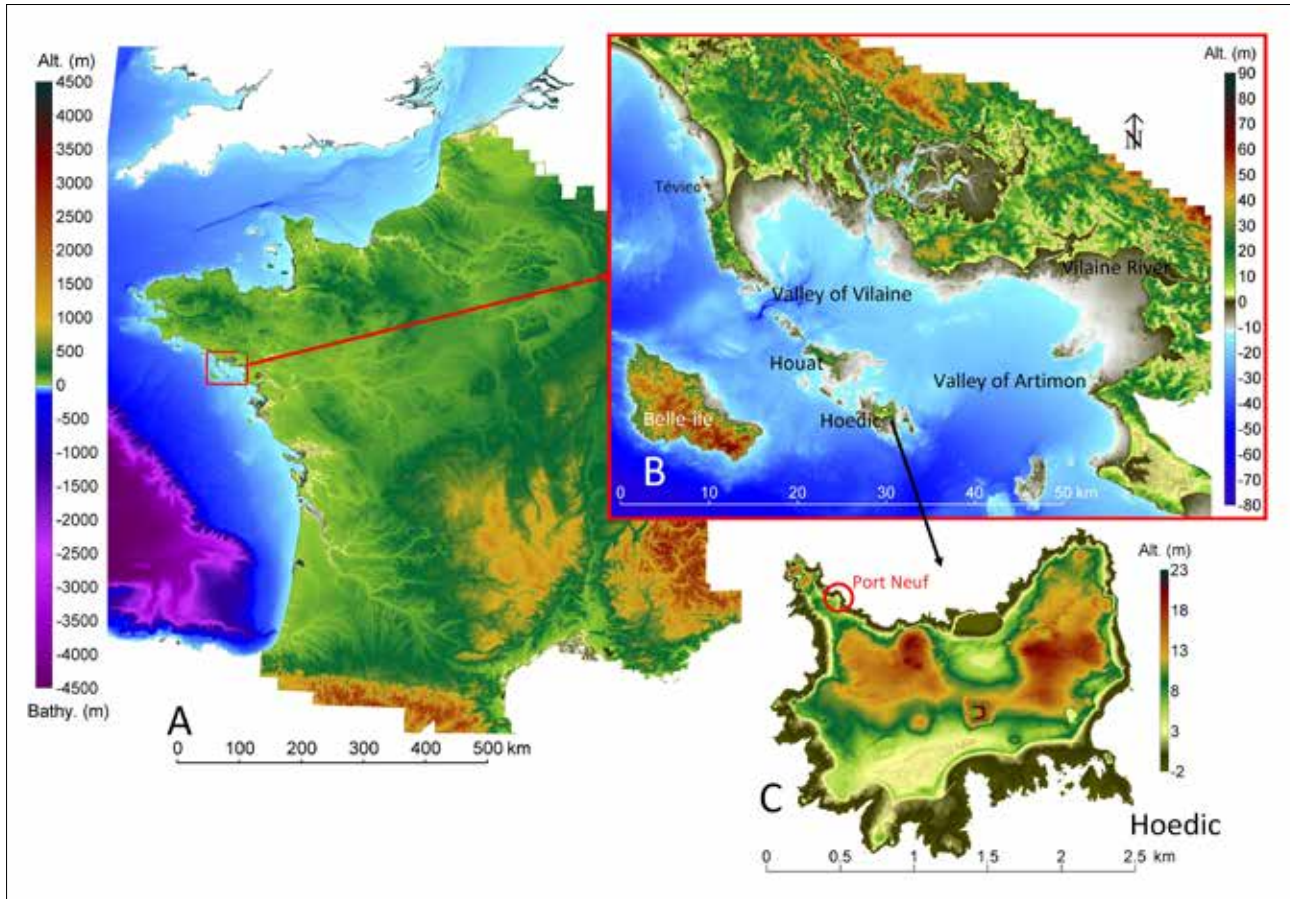 Alt. (m)
4500
4000
3500
3000
2500
2000
1500
1000
500
0
-500
-1000
-1500
-2000
-2500
-3000
-3500
-4000
-4500
Bathy. (m)
A
0 100 200 300 400 500 km
Alt. (m)
90
80
70
60
50
40
30
20
10
0
-10
-20
-30
-40
-50
-60
-70
-80
N
Téviec
Vilaine River
Valley of Vilaine
Houat
Valley of Artimon
Belle-ile
Hoedic
B
0 10 20 30 40 50 km
Alt. (m)
23
18
13
8
3
-2
Port Neuf
C
Hoedic
0 0.5 1 1.5 2 2.5 km